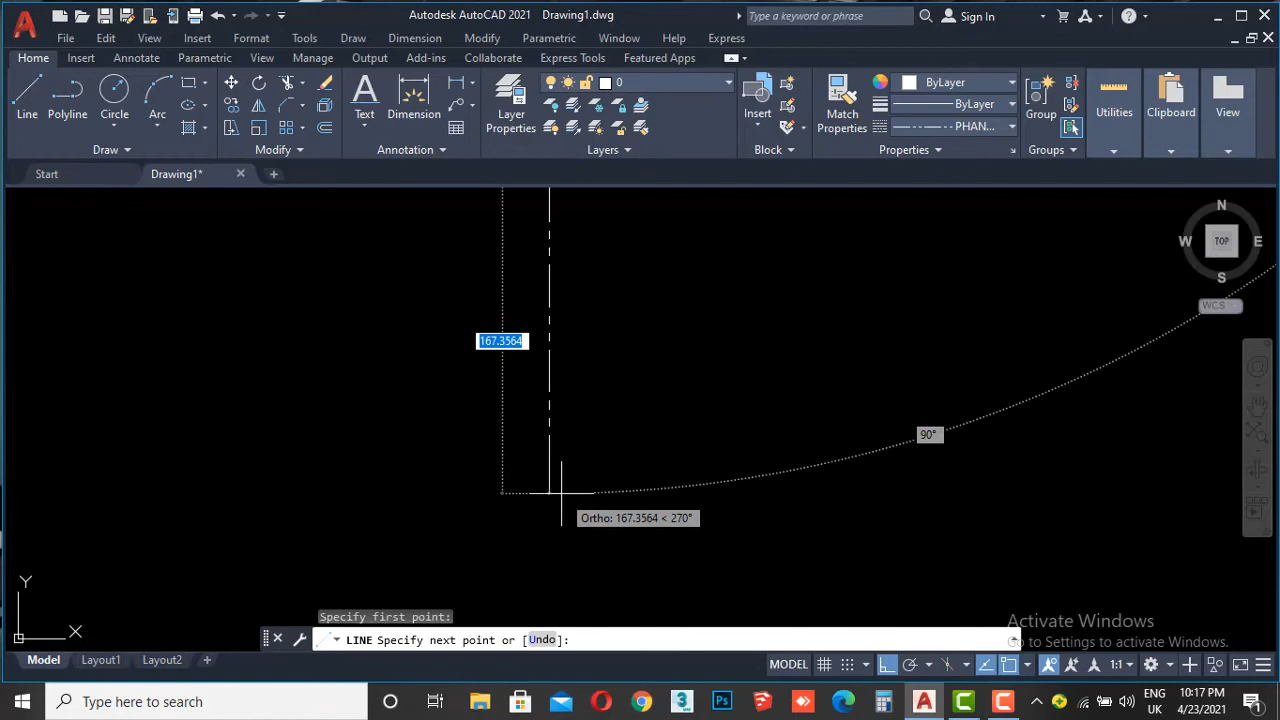 Autodesk AutoCAD 2021 Drawing1.dwg
Type a keyword or phrase
Sign In
File Edit View Insert Format Tools Draw Dimension Modify Parametric Window Help Express
Home Insert Annotate Parametric View Manage Output Add-ins Collaborate Express Tools Featured Apps
Line Polyline Circle Arc
Text Dimension
Layer Properties
0
Insert
Match Properties
ByLayer
ByLayer
PHAN...
Group
Utilities
Clipboard
View
Draw Modify Annotation Layers Block Properties Groups
Start Drawing1*
N
W TOP E
S
WCS
167.3564
90°
Ortho: 167.3564 < 270°
Y
X
Specify first point:
LINE Specify next point or [Undo]:
Activate Windows
Go to Settings to activate Windows.
Model Layout1 Layout2
MODEL
1:1
Type here to search
3
Ps
ENG
UK
10:17 PM
4/23/2021
1